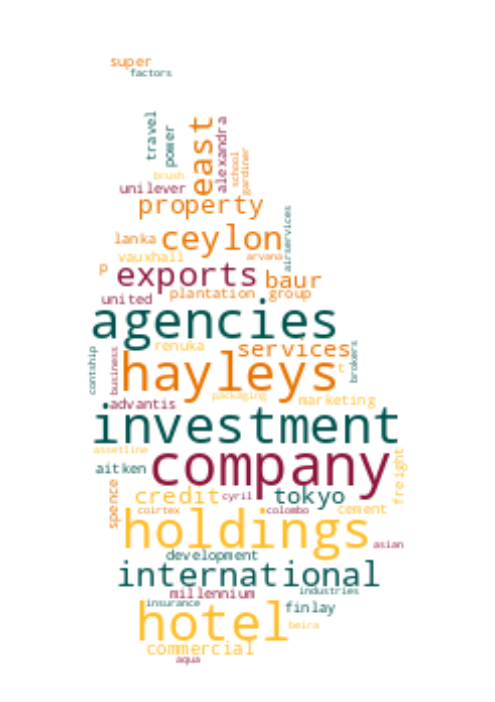 super
factors
travel
power
east
alexandra
school
gardiner
brush
unilever
property
airservices
lanka
ceylon
vauxhall
arvana
p
exports
baur
united
plantation
group
agencies
contship
business
renuka
services
brokers
hayleys
t
packaging
advantis
marketing
investment
assetline
aitken
company
freight
spence
credit
cyril
tokyo
coirtex
colombo
cement
holdings
asian
development
international
millennium
industries
insurance
finlay
hotel
beira
commercial
aqua